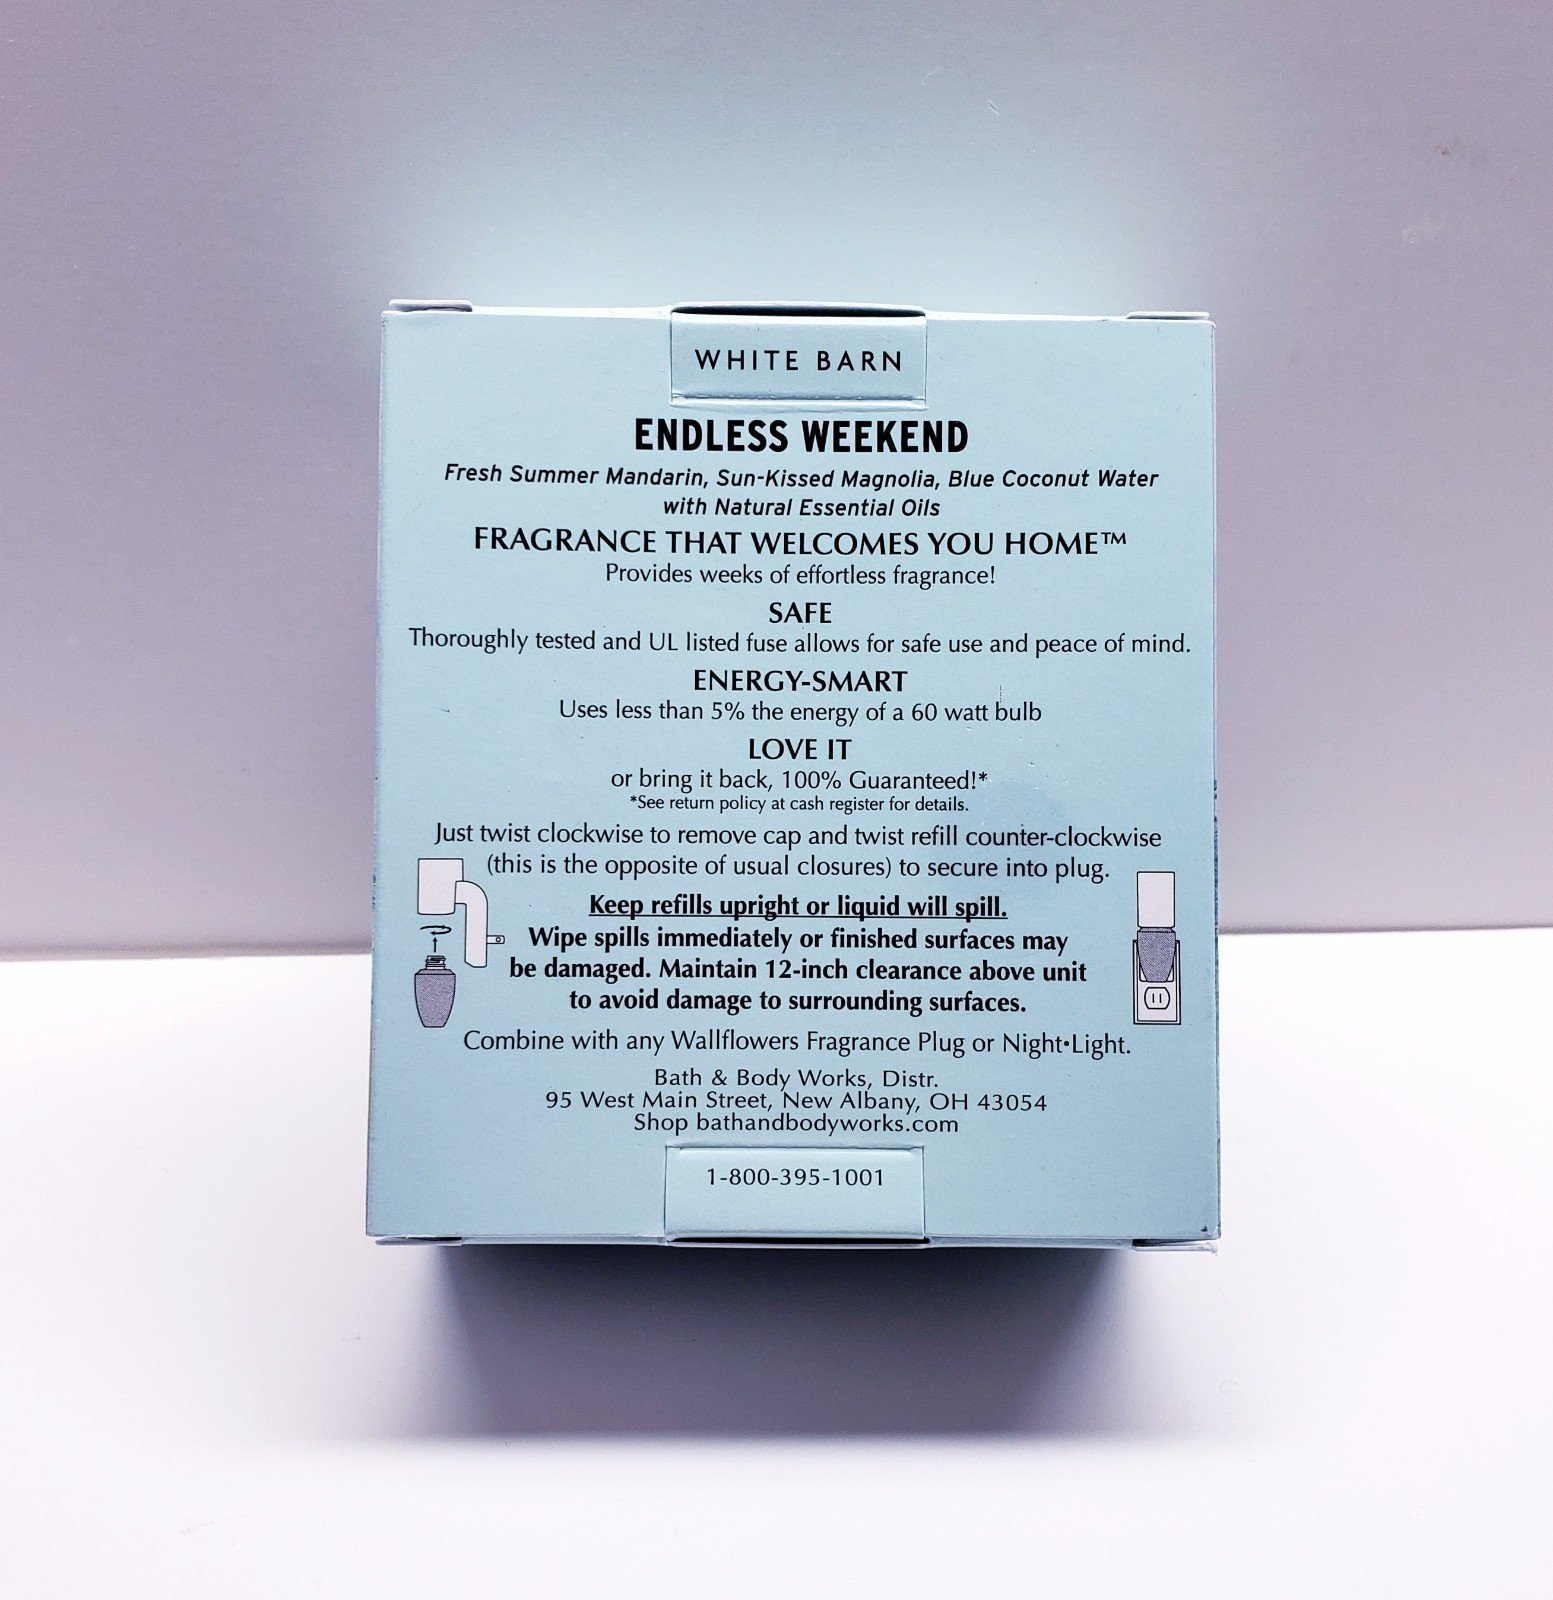 WHITE BARN
ENDLESS WEEKEND
Fresh Summer Mandarin, Sun-Kissed Magnolia, Blue Coconut Water
with Natural Essential Oils
FRAGRANCE THAT WELCOMES YOU HOME™
Provides weeks of effortless fragrance!
SAFE
Thoroughly tested and UL listed fuse allows for safe use and peace of mind.
ENERGY-SMART
Uses less than 5% the energy of a 60 watt bulb
LOVE IT
or bring it back, 100% Guaranteed!*
*See return policy at cash register for details.
Just twist clockwise to remove cap and twist refill counter-clockwise
(this is the opposite of usual closures) to secure into plug.
Keep refills upright or liquid will spill.
Wipe spills immediately or finished surfaces may
be damaged. Maintain 12-inch clearance above unit
to avoid damage to surrounding surfaces.
Combine with any Wallflowers Fragrance Plug or Night•Light.
Bath & Body Works, Distr.
95 West Main Street, New Albany, OH 43054
Shop bathandbodyworks.com
1-800-395-1001